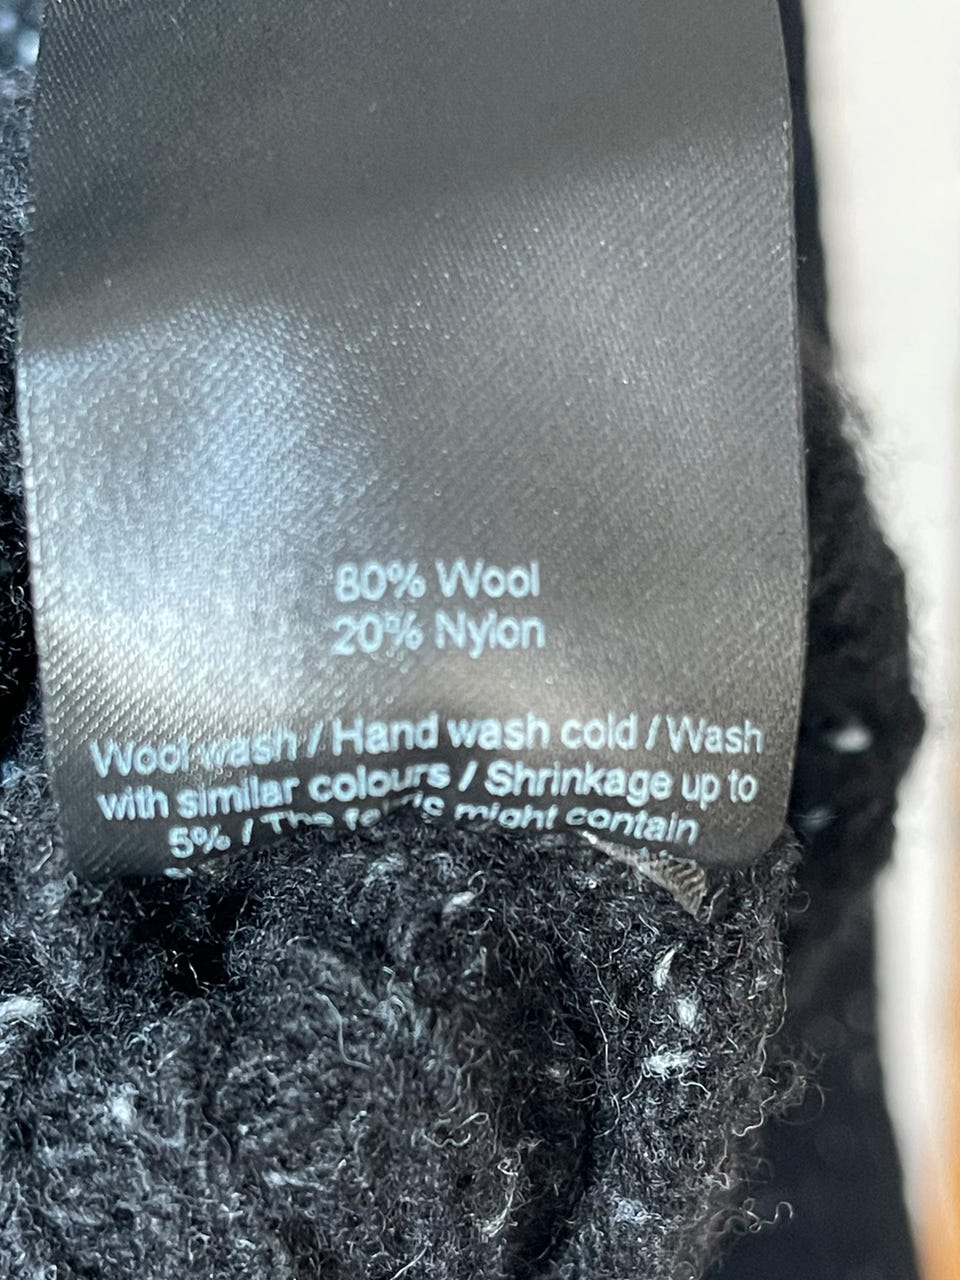 80% Wool
20% Nylon
Wool wash / Hand wash cold / Wash
with similar colours / Shrinkage up to
5% / The might contain